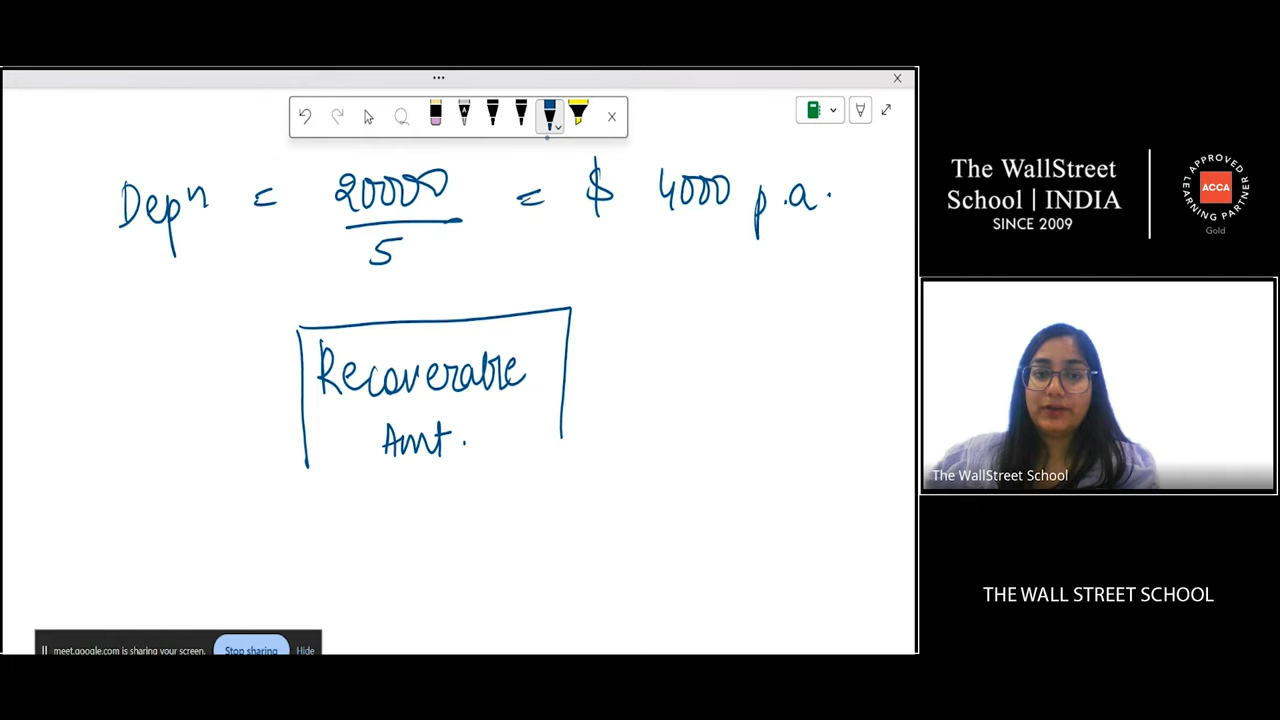 Depⁿ = 20000 / 5 = $ 4000 p.a.
Recoverable
Amt.
The WallStreet
School | INDIA
SINCE 2009
APPROVED
LEARNING PARTNER
ACCA
Gold
The WallStreet School
THE WALL STREET SCHOOL
meet.google.com is sharing your screen. Stop sharing Hide